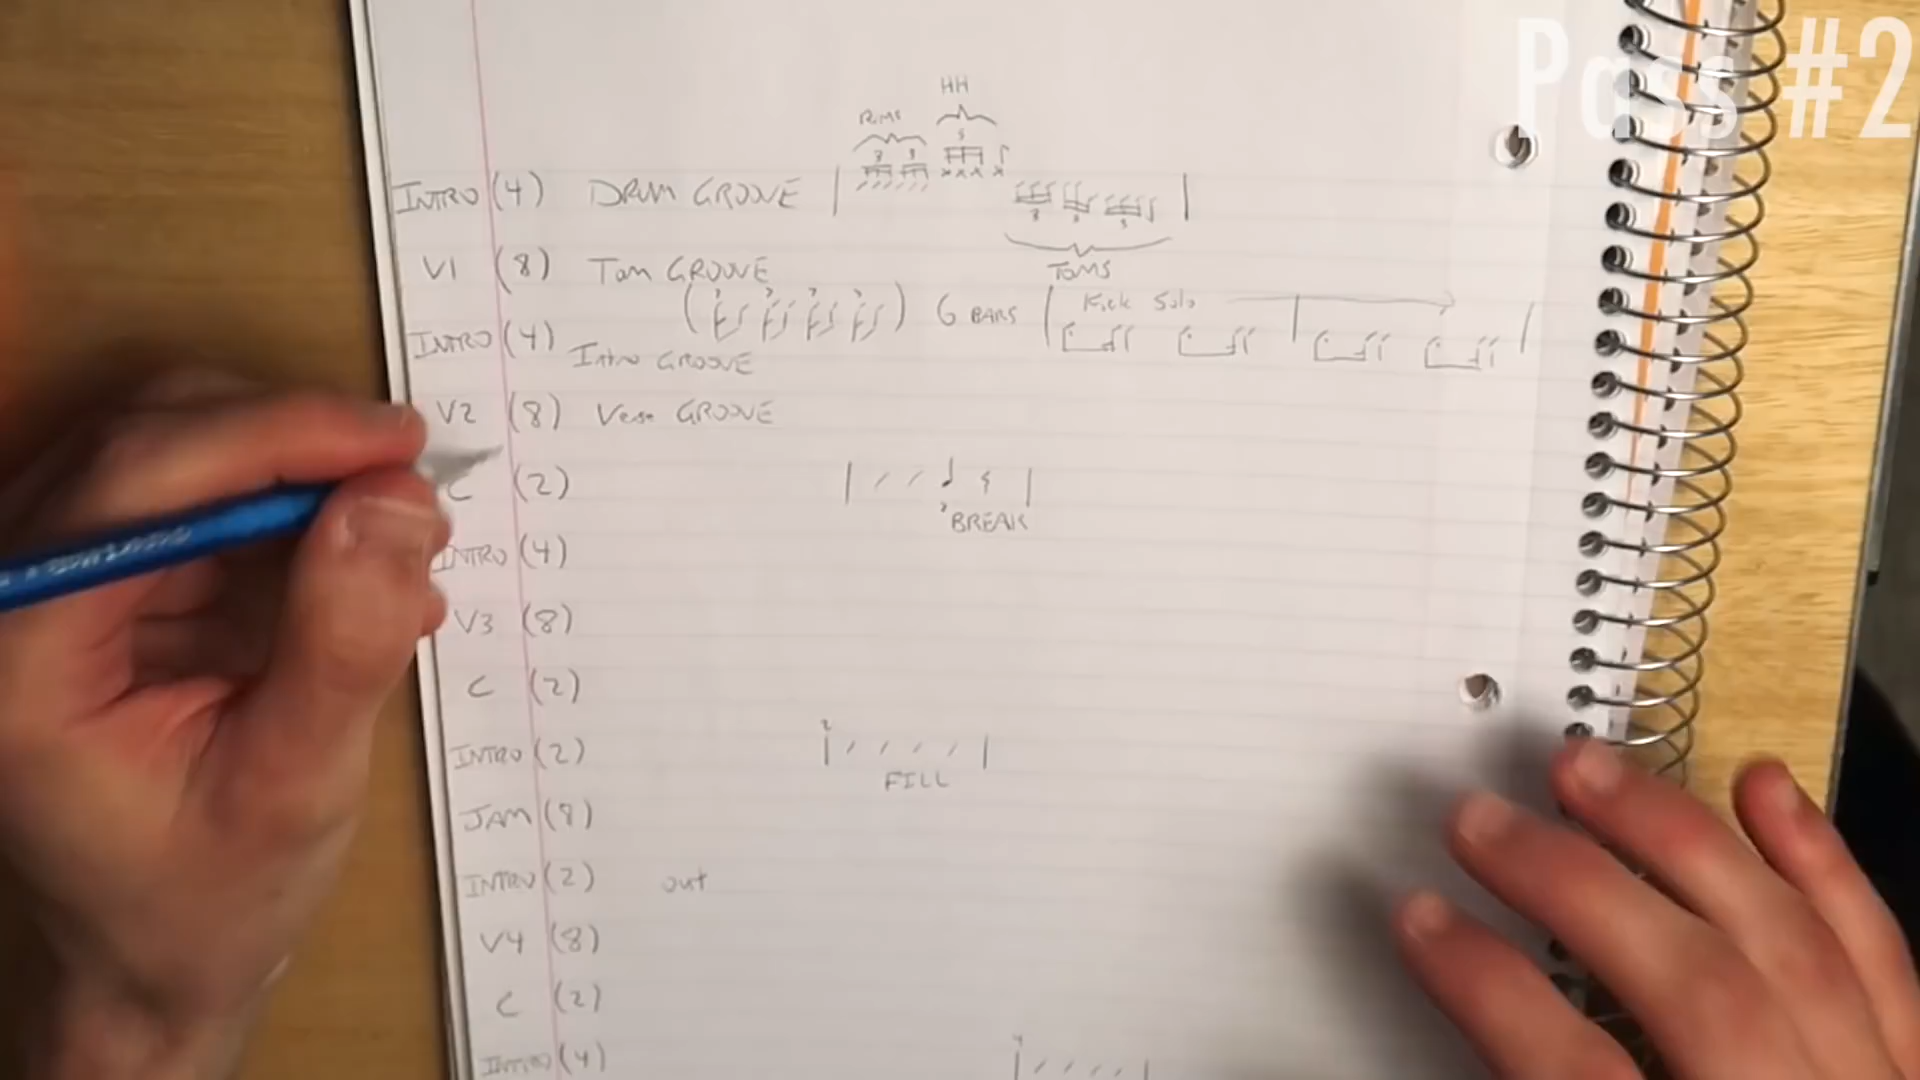 Pass #2
HH
Rims
INTRO (4) DRUM GROOVE
V1 (8) Tom GROOVE TOMS
6 BARS Kick Solo
INTRO (4) Intro GROOVE
V2 (8) Verse GROOVE
C (2)
BREAK
INTRO (4)
V3 (8)
C (2)
INTRO (2)
FILL
JAM (8)
INTRO (2) out
V4 (8)
C (2)
INTRO (4)